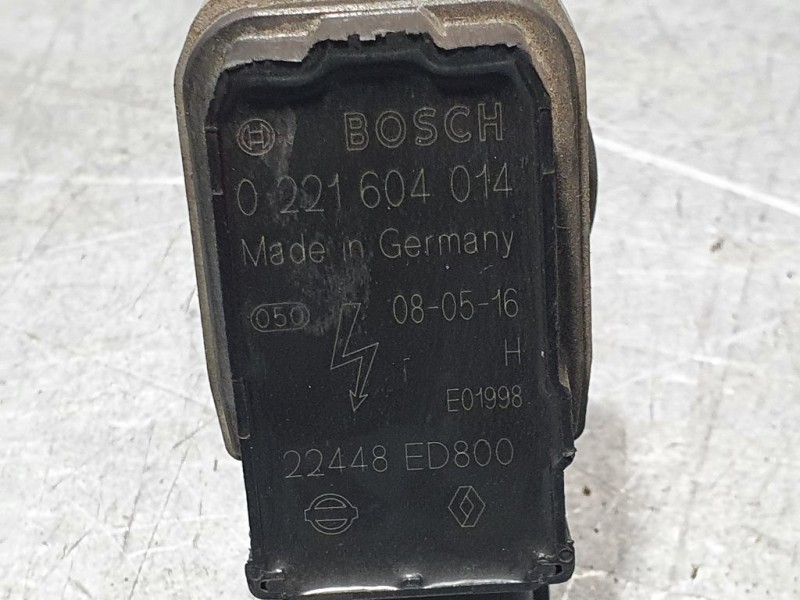 BOSCH
0 221 604 014
Made in Germany
050 08-05-16
H
E01998
22448 ED800